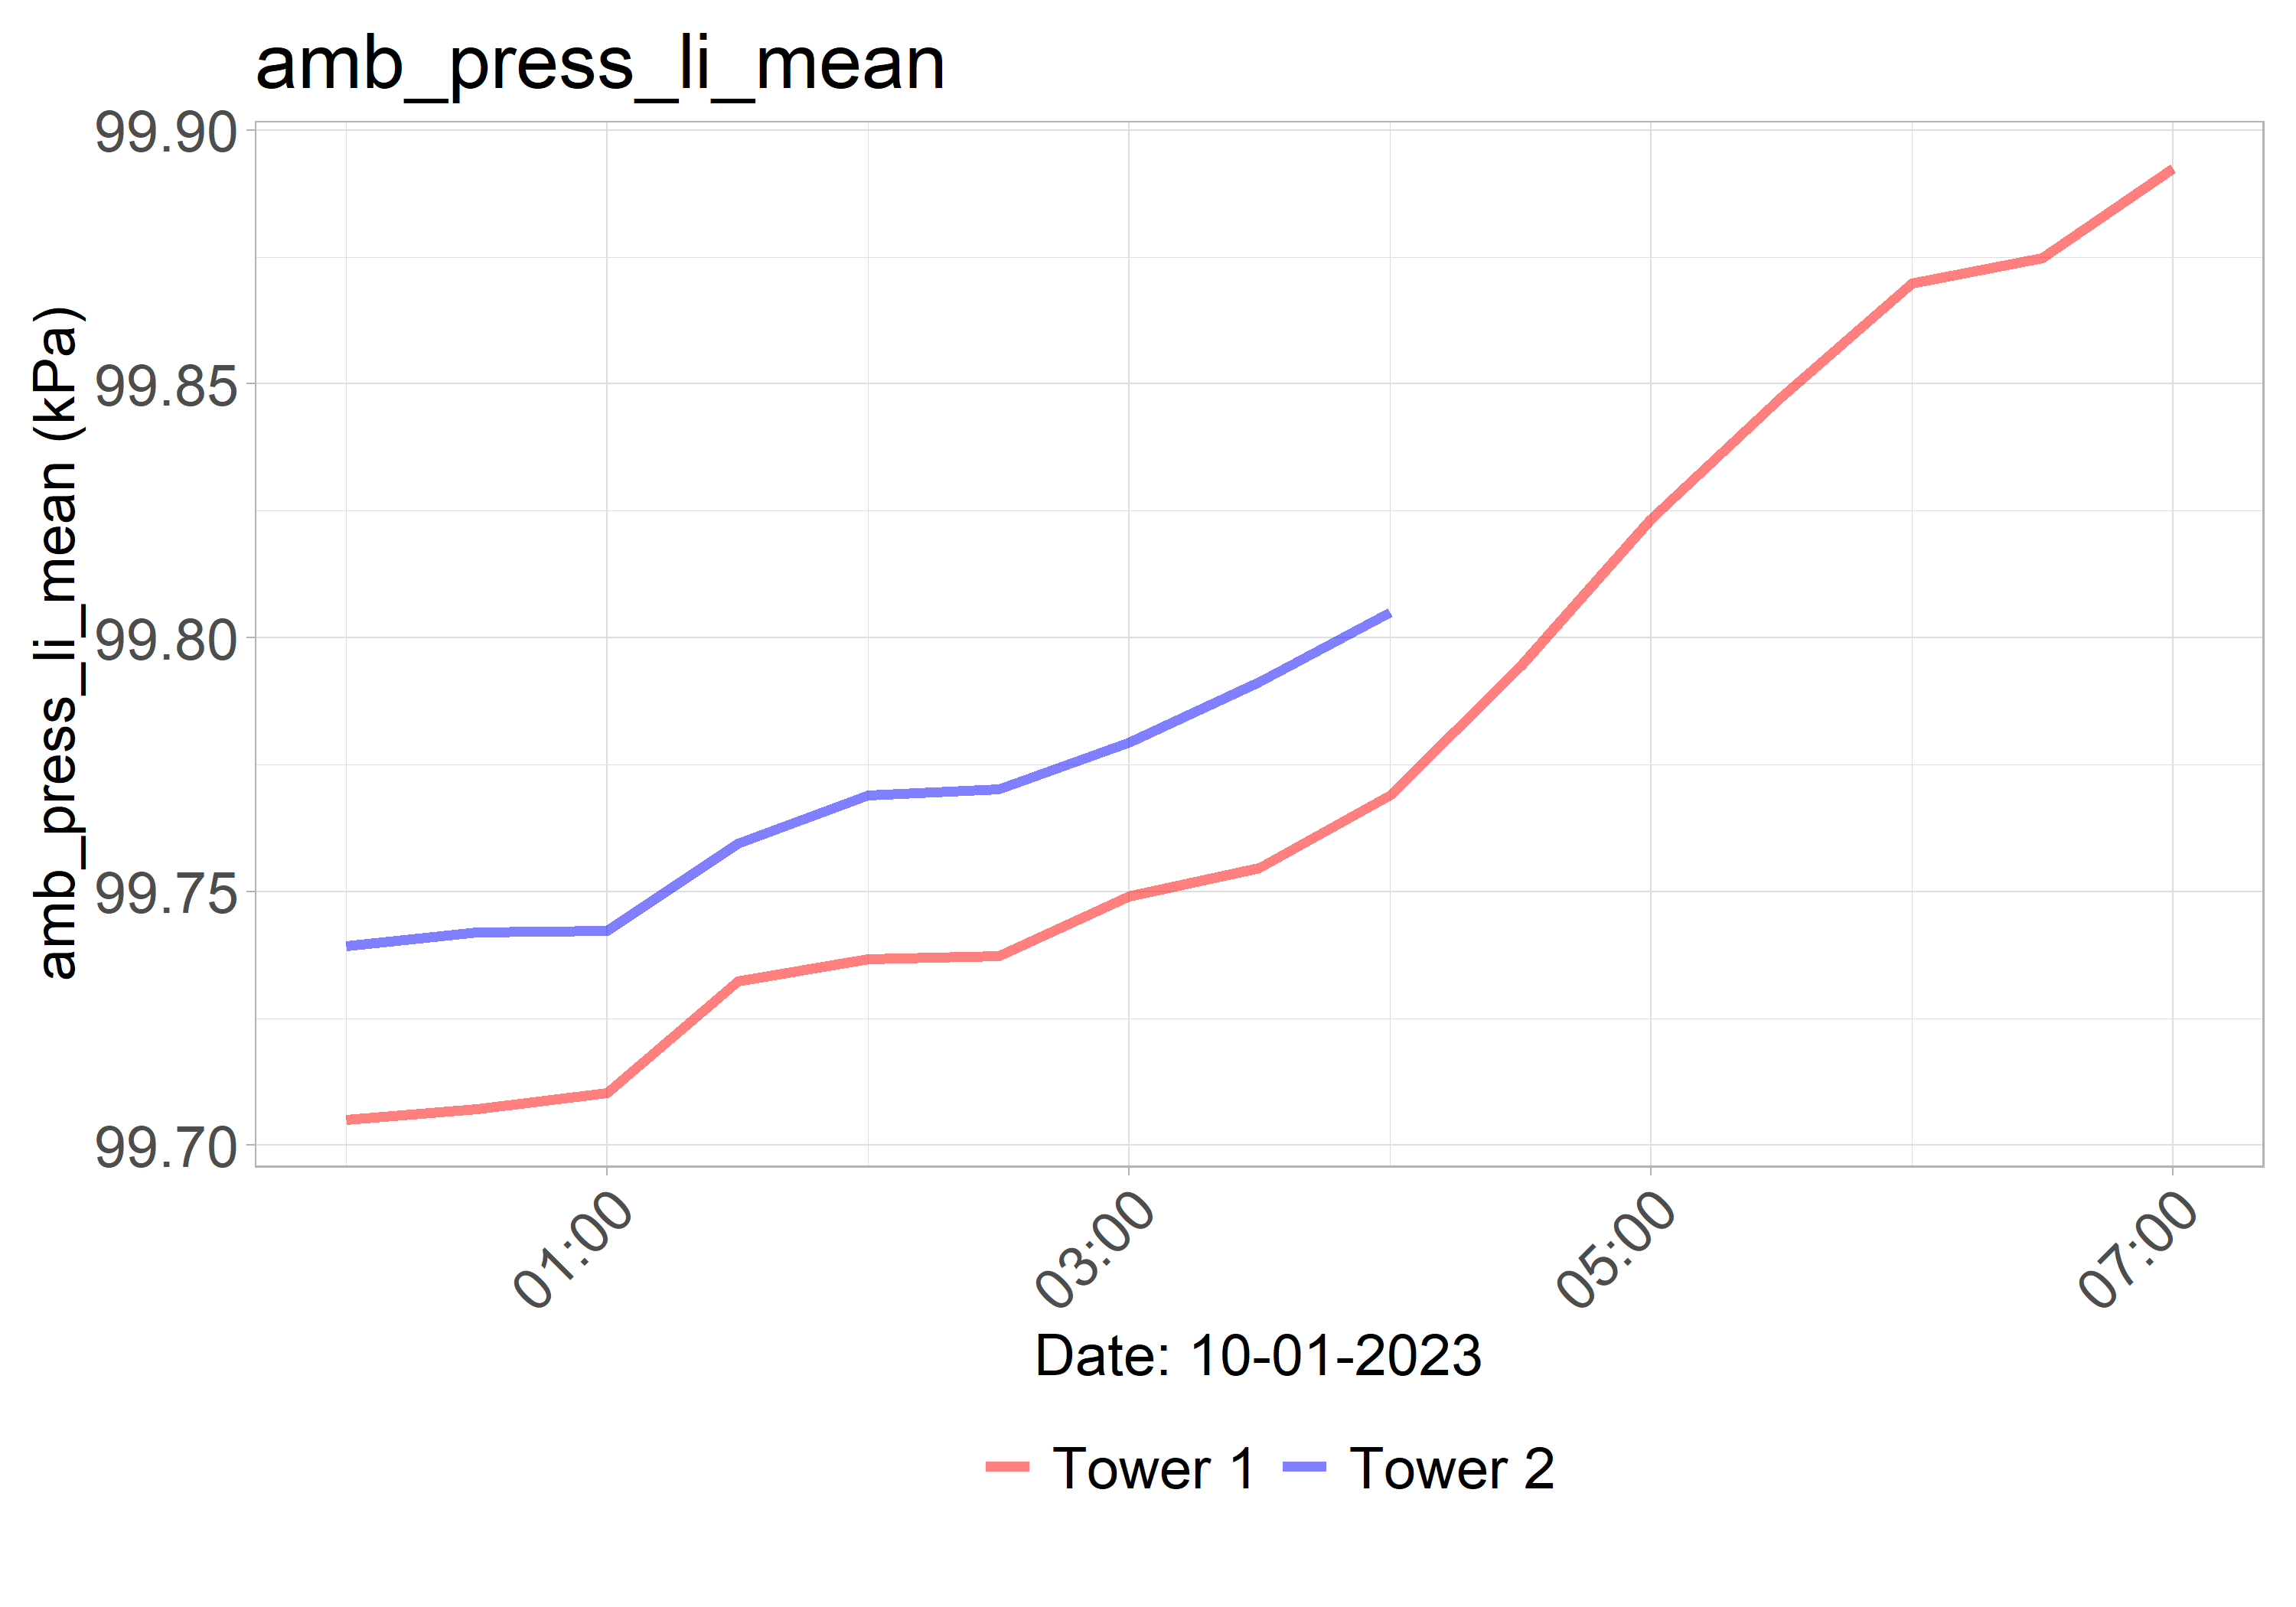 amb_press_li_mean
amb_press_li_mean (kPa)
99.90
99.85
99.80
99.75
99.70
01:00
03:00
05:00
07:00
Date: 10-01-2023
Tower 1
Tower 2